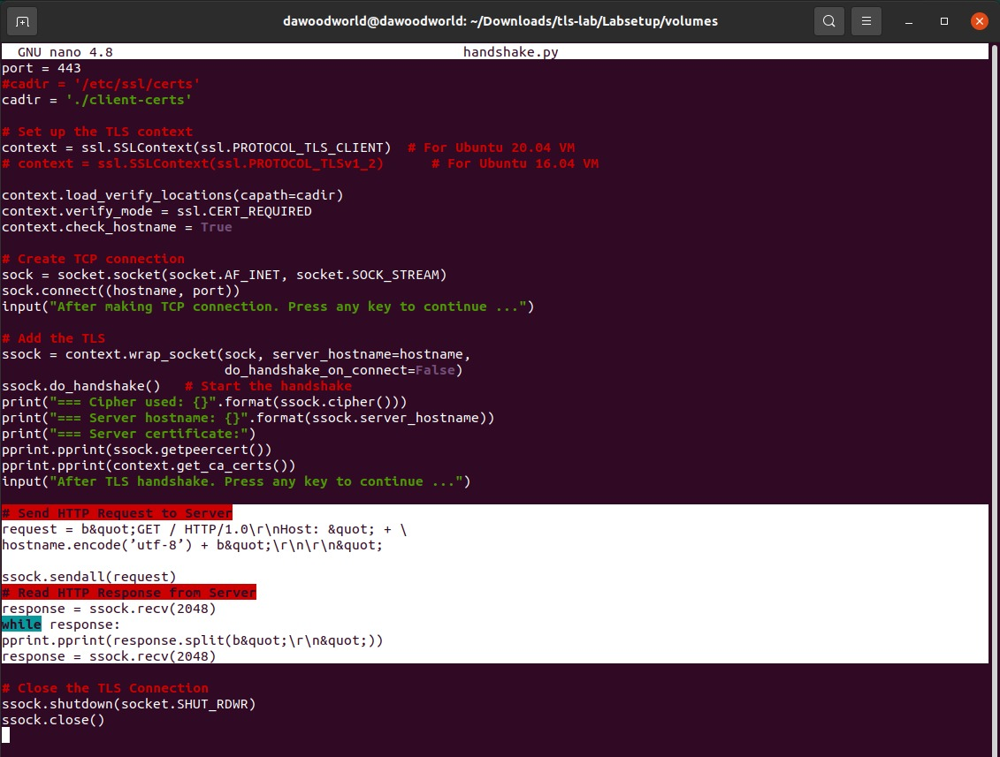 dawoodworld@dawoodworld: ~/Downloads/tls-lab/Labsetup/volumes
GNU nano 4.8 handshake.py
port = 443
#cadir = '/etc/ssl/certs'
cadir = './client-certs'
# Set up the TLS context
context = ssl.SSLContext(ssl.PROTOCOL_TLS_CLIENT)  # For Ubuntu 20.04 VM
# context = ssl.SSLContext(ssl.PROTOCOL_TLSv1_2)      # For Ubuntu 16.04 VM
context.load_verify_locations(capath=cadir)
context.verify_mode = ssl.CERT_REQUIRED
context.check_hostname = True
# Create TCP connection
sock = socket.socket(socket.AF_INET, socket.SOCK_STREAM)
sock.connect((hostname, port))
input("After making TCP connection. Press any key to continue ...")
# Add the TLS
ssock = context.wrap_socket(sock, server_hostname=hostname,
                            do_handshake_on_connect=False)
ssock.do_handshake()   # Start the handshake
print("=== Cipher used: {}".format(ssock.cipher()))
print("=== Server hostname: {}".format(ssock.server_hostname))
print("=== Server certificate:")
pprint.pprint(ssock.getpeercert())
pprint.pprint(context.get_ca_certs())
input("After TLS handshake. Press any key to continue ...")
# Send HTTP Request to Server
request = b&quot;GET / HTTP/1.0\r\nHost: &quot; + \
hostname.encode(’utf-8’) + b&quot;\r\n\r\n&quot;
ssock.sendall(request)
# Read HTTP Response from Server
response = ssock.recv(2048)
while response:
pprint.pprint(response.split(b&quot;\r\n&quot;))
response = ssock.recv(2048)
# Close the TLS Connection
ssock.shutdown(socket.SHUT_RDWR)
ssock.close()